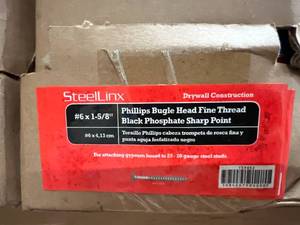 SteelLinx
Drywall Construction
#6 x 1-5/8"
#6 x 4,13 cm
Phillips Bugle Head Fine Thread
Black Phosphate Sharp Point
Tornillo Phillips cabeza trompeta de rosca fina y
punta aguja fosfatizado negro
For attaching gypsum board to 25 - 20 gauge steel studs.